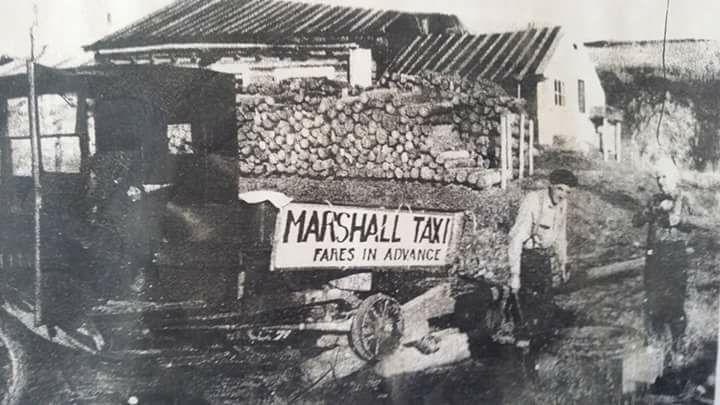 MARSHALL TAXI
FARES IN ADVANCE